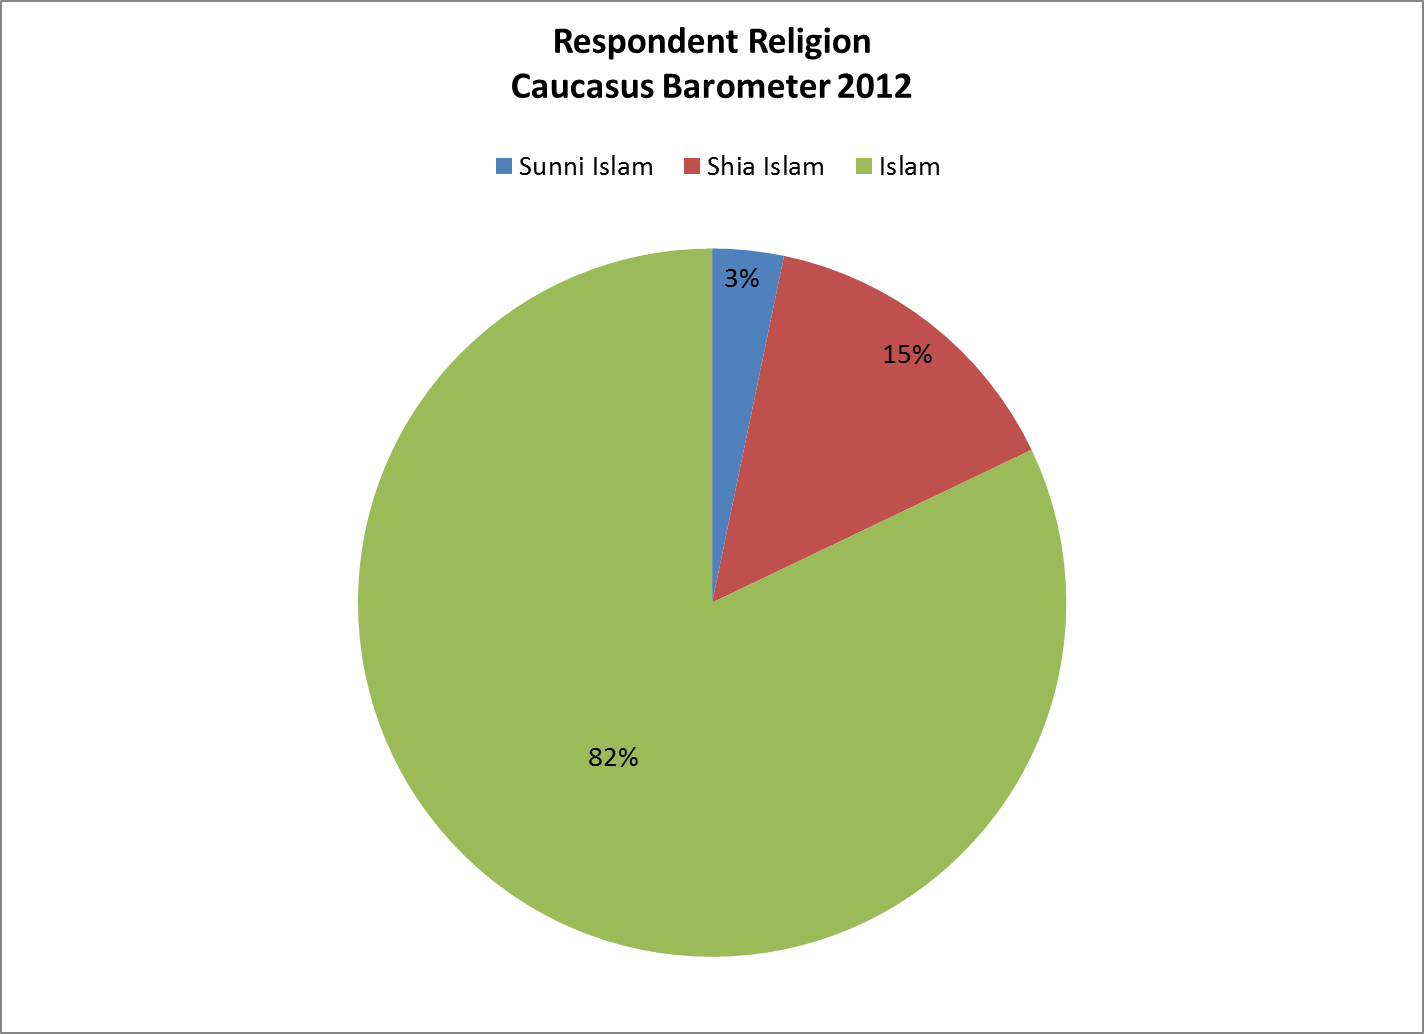 Respondent Religion
Caucasus Barometer 2012
Sunni Islam Shia Islam Islam
3%
15%
82%